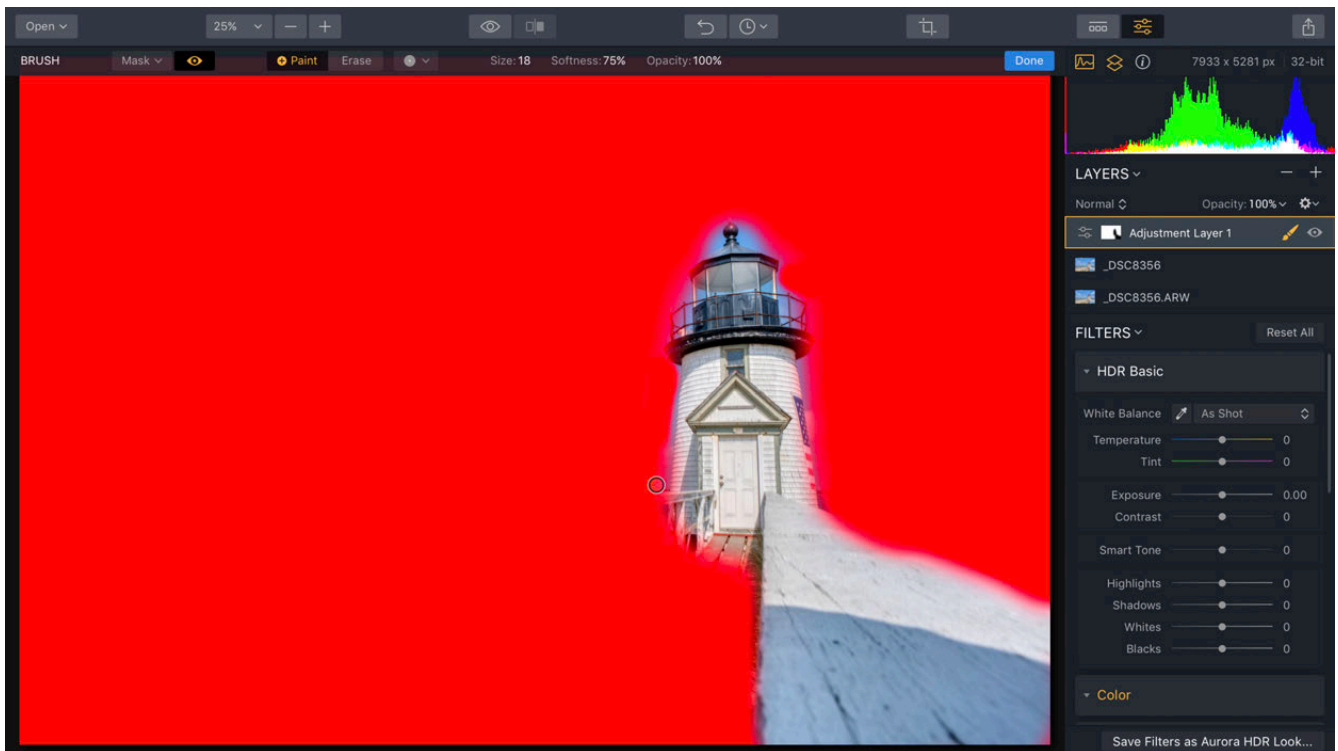 Open 25%
BRUSH Mask Paint Erase Size: 18 Softness: 75% Opacity: 100% Done 7933 x 5281 px 32-bit
LAYERS
Normal Opacity: 100%
Adjustment Layer 1
_DSC8356
_DSC8356.ARW
FILTERS Reset All
HDR Basic
White Balance As Shot
Temperature 0
Tint 0
Exposure 0.00
Contrast 0
Smart Tone 0
Highlights 0
Shadows 0
Whites 0
Blacks 0
Color
Save Filters as Aurora HDR Look...